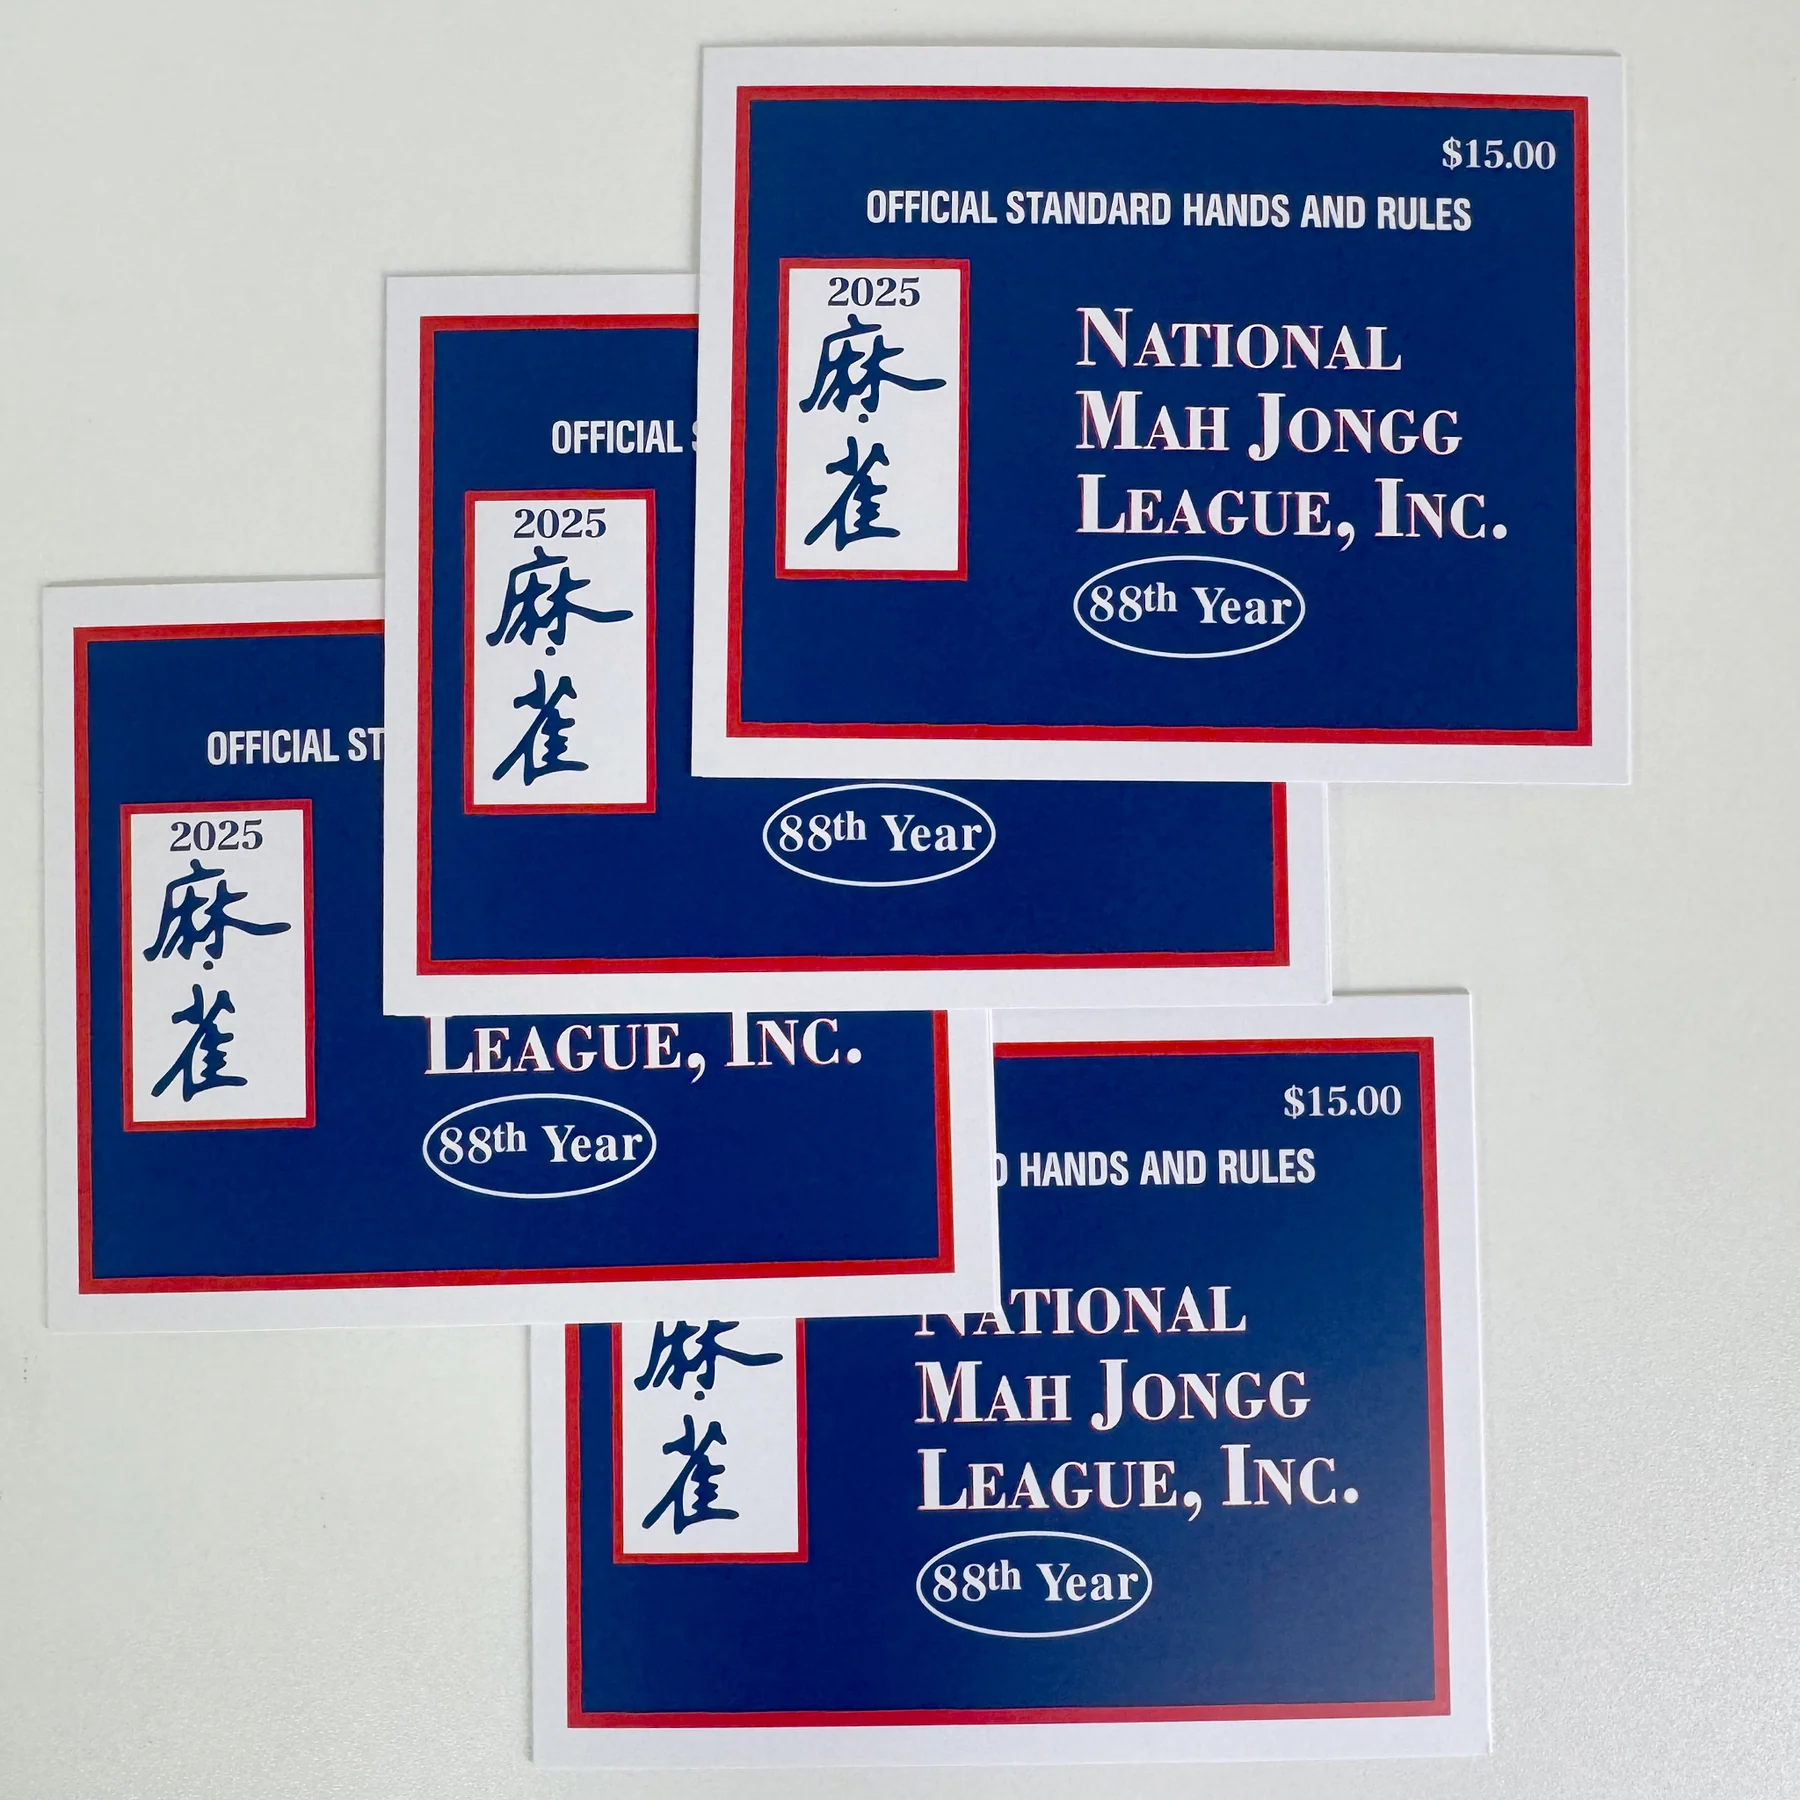 $15.00
OFFICIAL STANDARD HANDS AND RULES
2025
麻
雀
NATIONAL
MAH JONGG
LEAGUE, INC.
88th Year
OFFICIAL
2025
麻
雀
88th Year
OFFICIAL ST
2025
麻
雀
LEAGUE, INC.
88th Year
$15.00
D HANDS AND RULES
麻
雀
NATIONAL
MAH JONGG
LEAGUE, INC.
88th Year